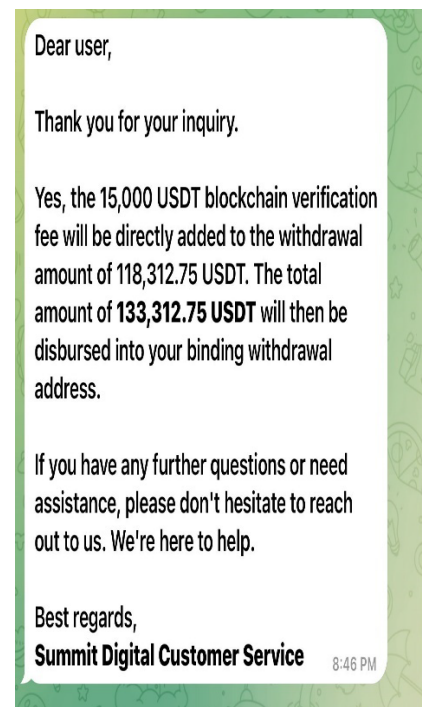 Dear user,
Thank you for your inquiry.
Yes, the 15,000 USDT blockchain verification
fee will be directly added to the withdrawal
amount of 118,312.75 USDT. The total
amount of 133,312.75 USDT will then be
disbursed into your binding withdrawal
address.
If you have any further questions or need
assistance, please don't hesitate to reach
out to us. We're here to help.
Best regards,
Summit Digital Customer Service 8:46 PM